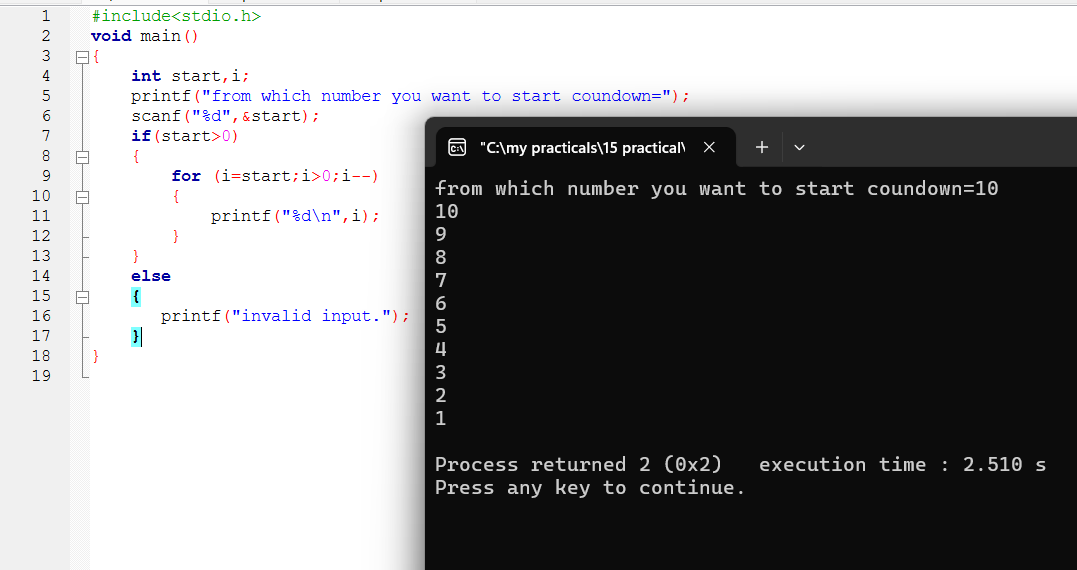 1 #include<stdio.h>
2 void main()
3 {
4 int start,i;
5 printf("from which number you want to start coundown=");
6 scanf("%d",&start);
7 if(start>0)
8 {
9 for (i=start;i>0;i--)
10 {
11 printf("%d\n",i);
12 }
13 }
14 else
15 {
16 printf("invalid input.");
17 }
18 }
19
"C:\my practicals\15 practical\
from which number you want to start coundown=10
10
9
8
7
6
5
4
3
2
1
Process returned 2 (0x2)   execution time : 2.510 s
Press any key to continue.